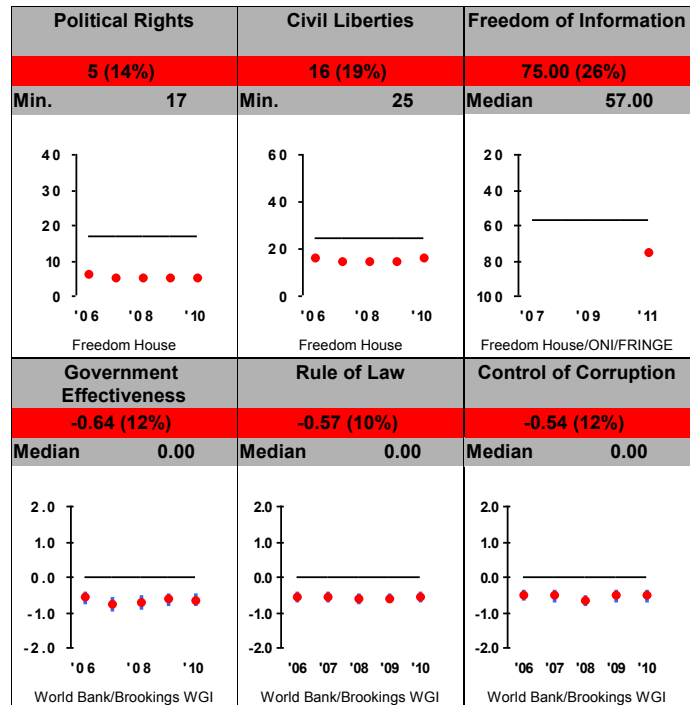 Political Rights
5 (14%)
Min. 17
40
30
20
10
0
'06 '08 '10
Freedom House
Civil Liberties
16 (19%)
Min. 25
60
40
20
0
'06 '08 '10
Freedom House
Freedom of Information
75.00 (26%)
Median 57.00
20
40
60
80
100
'07 '09 '11
Freedom House/ONI/FRINGE
Government
Effectiveness
-0.64 (12%)
Median 0.00
2.0
1.0
0.0
-1.0
-2.0
'06 '08 '10
World Bank/Brookings WGI
Rule of Law
-0.57 (10%)
Median 0.00
2.0
1.0
0.0
-1.0
-2.0
'06 '07 '08 '09 '10
World Bank/Brookings WGI
Control of Corruption
-0.54 (12%)
Median 0.00
2.0
1.0
0.0
-1.0
-2.0
'06 '07 '08 '09 '10
World Bank/Brookings WGI